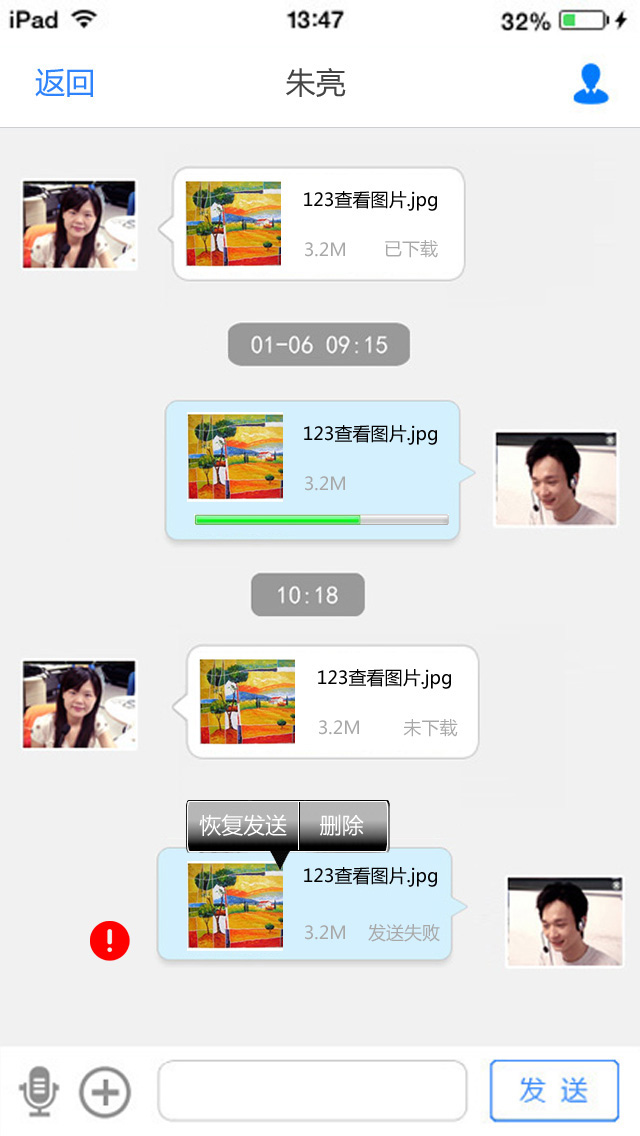 iPad 13:47 32%
返回 朱亮
123查看图片.jpg
3.2M 已下载
01-06 09:15
123查看图片.jpg
3.2M
10:18
123查看图片.jpg
3.2M 未下载
恢复发送 删除
123查看图片.jpg
3.2M 发送失败
发 送